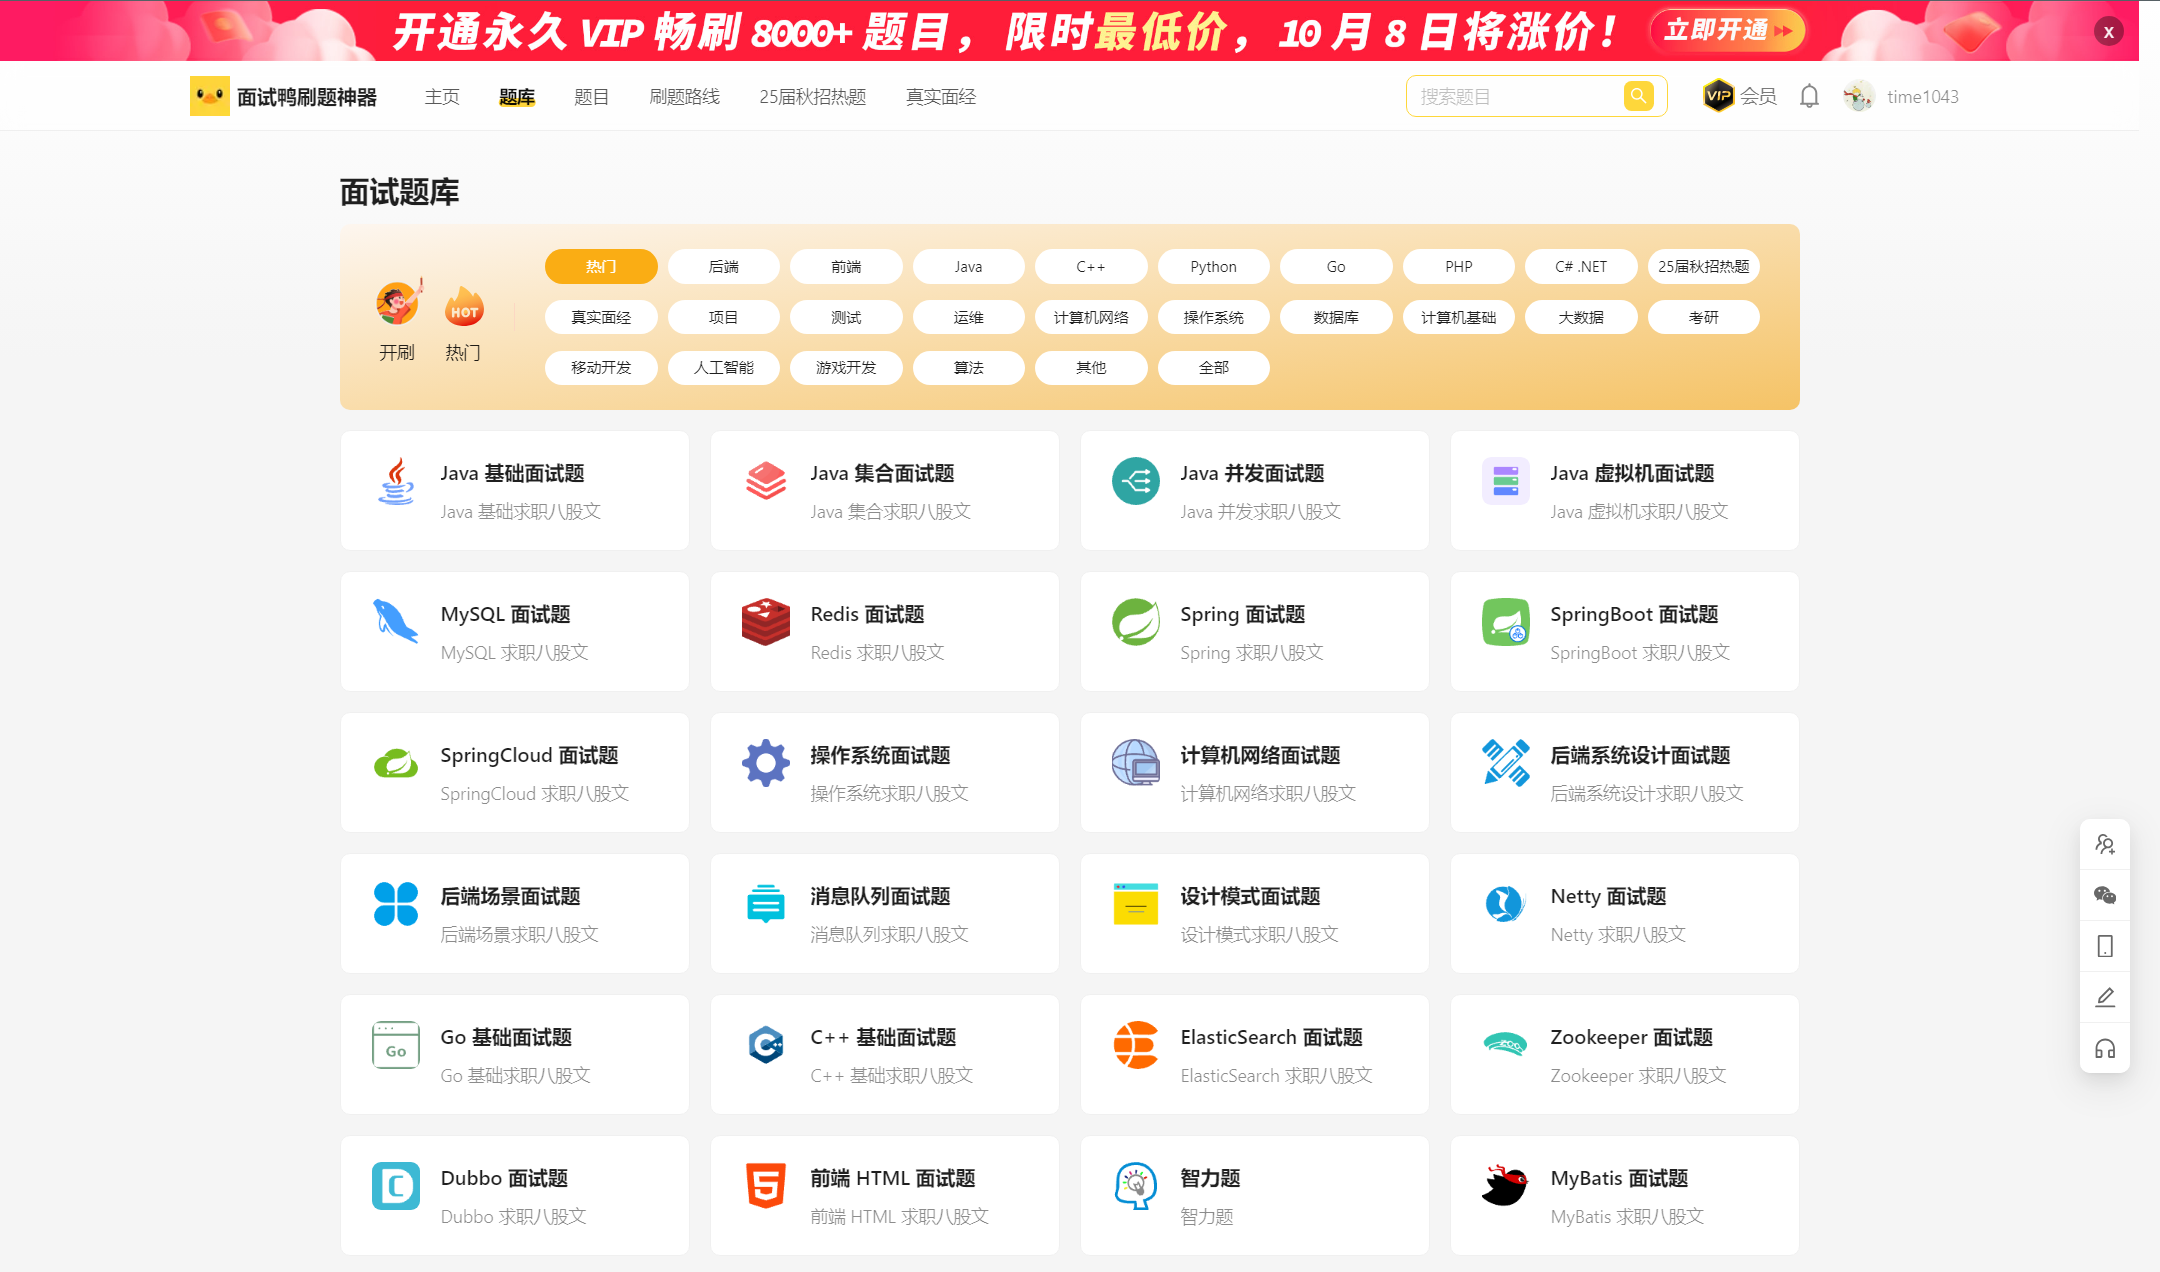 开通永久 VIP 畅刷 8000+ 题目，限时最低价，10 月 8 日将涨价！ 立即开通 X
面试鸭刷题神器 主页 题库 题目 刷题路线 25届秋招热题 真实面经 搜索题目 VIP 会员 time1043
面试题库
热门 后端 前端 Java C++ Python Go PHP C# .NET 25届秋招热题
HOT
真实面经 项目 测试 运维 计算机网络 操作系统 数据库 计算机基础 大数据 考研
开刷 热门
移动开发 人工智能 游戏开发 算法 其他 全部
Java 基础面试题 Java 集合面试题 Java 并发面试题 Java 虚拟机面试题
Java 基础求职八股文 Java 集合求职八股文 Java 并发求职八股文 Java 虚拟机求职八股文
MySQL 面试题 Redis 面试题 Spring 面试题 SpringBoot 面试题
MySQL 求职八股文 Redis 求职八股文 Spring 求职八股文 SpringBoot 求职八股文
SpringCloud 面试题 操作系统面试题 计算机网络面试题 后端系统设计面试题
SpringCloud 求职八股文 操作系统求职八股文 计算机网络求职八股文 后端系统设计求职八股文
后端场景面试题 消息队列面试题 设计模式面试题 Netty 面试题
后端场景求职八股文 消息队列求职八股文 设计模式求职八股文 Netty 求职八股文
Go 基础面试题 C++ 基础面试题 ElasticSearch 面试题 Zookeeper 面试题
Go C ZOO
Go 基础求职八股文 C++ 基础求职八股文 ElasticSearch 求职八股文 Zookeeper 求职八股文
Dubbo 面试题 前端 HTML 面试题 智力题 MyBatis 面试题
D 5
Dubbo 求职八股文 前端 HTML 求职八股文 智力题 MyBatis 求职八股文